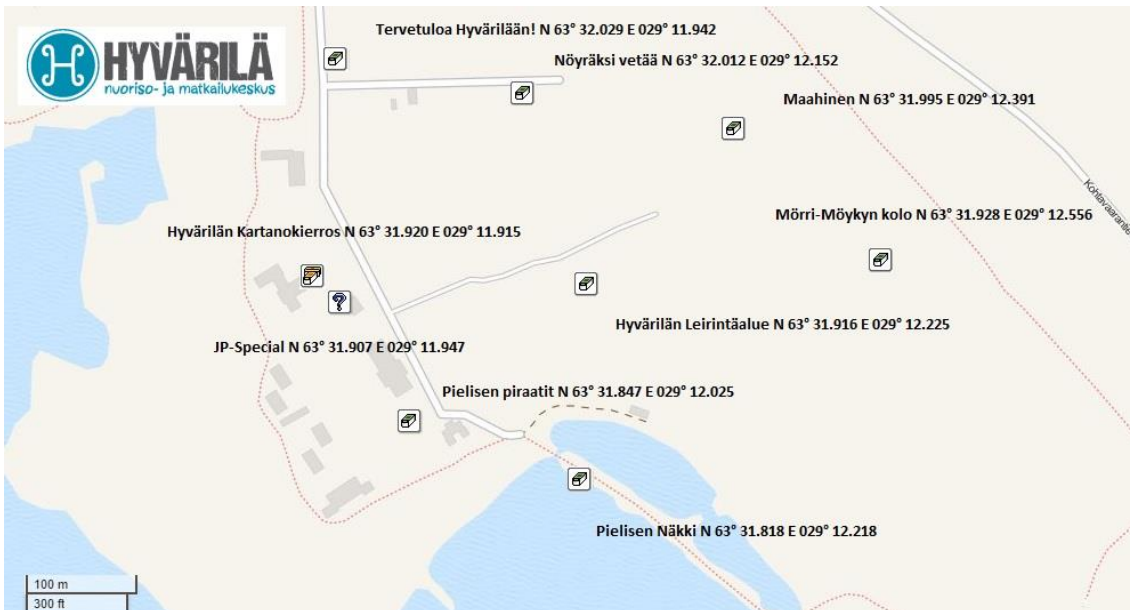 HYVÄRILÄ
nuoriso- ja matkailukeskus
Tervetuloa Hyvärilään! N 63° 32.029 E 029° 11.942
Nöyräksi vetää N 63° 32.012 E 029° 12.152
Maahinen N 63° 31.995 E 029° 12.391
Kohtavaarantie
Mörri-Möykyn kolo N 63° 31.928 E 029° 12.556
Hyvärilän Kartanokierros N 63° 31.920 E 029° 11.915
?
Hyvärilän Leirintäalue N 63° 31.916 E 029° 12.225
JP-Special N 63° 31.907 E 029° 11.947
Pielisen piraatit N 63° 31.847 E 029° 12.025
Pielisen Näkki N 63° 31.818 E 029° 12.218
100 m
300 ft